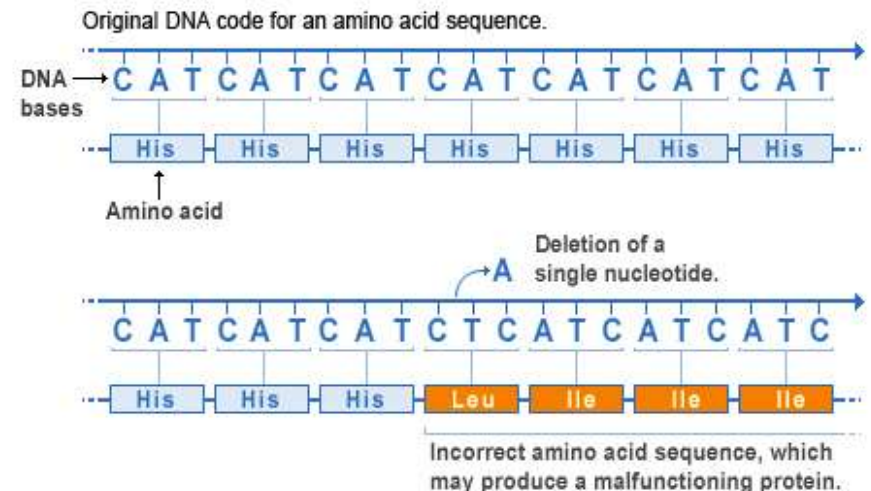 Original DNA code for an amino acid sequence.
DNA bases
C A T C A T C A T C A T C A T C A T C A T
His His His His His His His
Amino acid
Deletion of a
single nucleotide.
A
C A T C A T C A T C T C A T C A T C A T C
His His His Leu Ile Ile Ile
Incorrect amino acid sequence, which
may produce a malfunctioning protein.